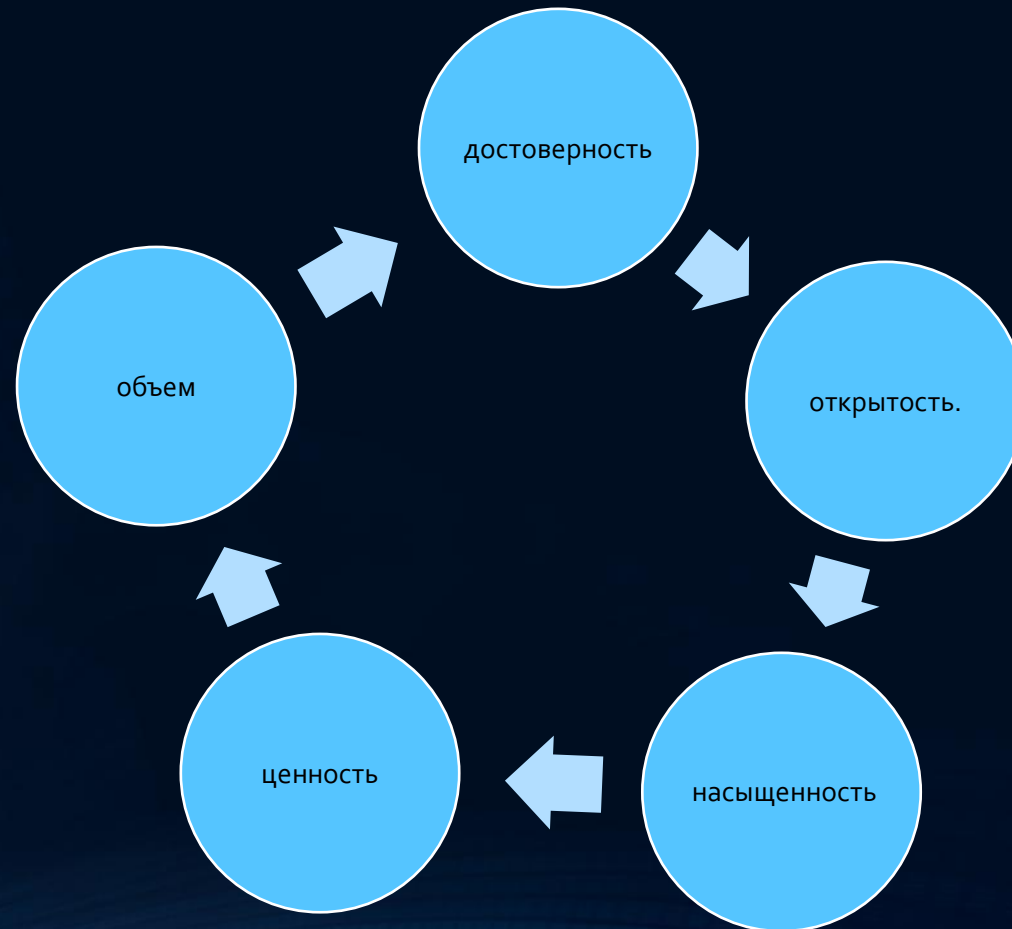 достоверность
объем
открытость.
ценность
насыщенность